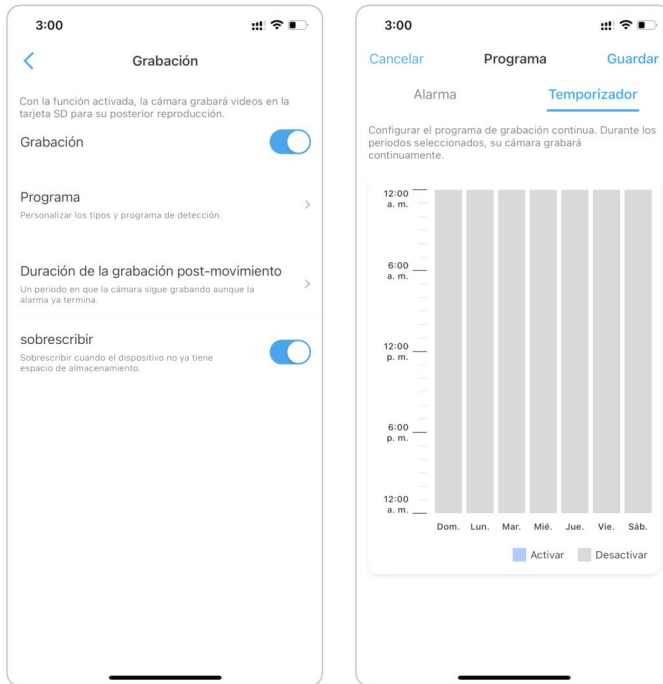 3:00
Grabación
Con la función activada, la cámara grabará videos en la
tarjeta SD para su posterior reproducción.
Grabación
Programa
Personalizar los tipos y programa de detección.
Duración de la grabación post-movimiento
Un periodo en que la cámara sigue grabando aunque la
alarma ya termina.
sobrescribir
Sobrescribir cuando el dispositivo no ya tiene
espacio de almacenamiento.
3:00
Cancelar Programa Guardar
Alarma Temporizador
Configurar el programa de grabación continua. Durante los
periodos seleccionados, su cámara grabará
continuamente.
12:00
a. m.
6:00
a. m.
12:00
p. m.
6:00
p. m.
12:00
a. m.
Dom. Lun. Mar. Mié. Jue. Vie. Sáb.
Activar Desactivar